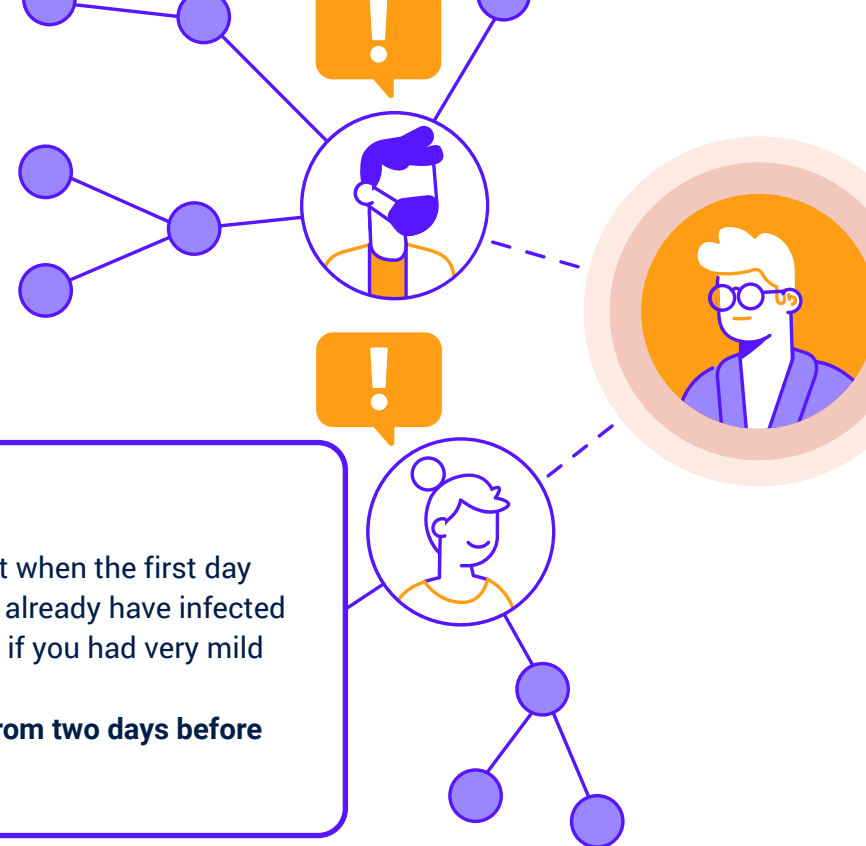 t when the first day
already have infected
if you had very mild
rom two days before